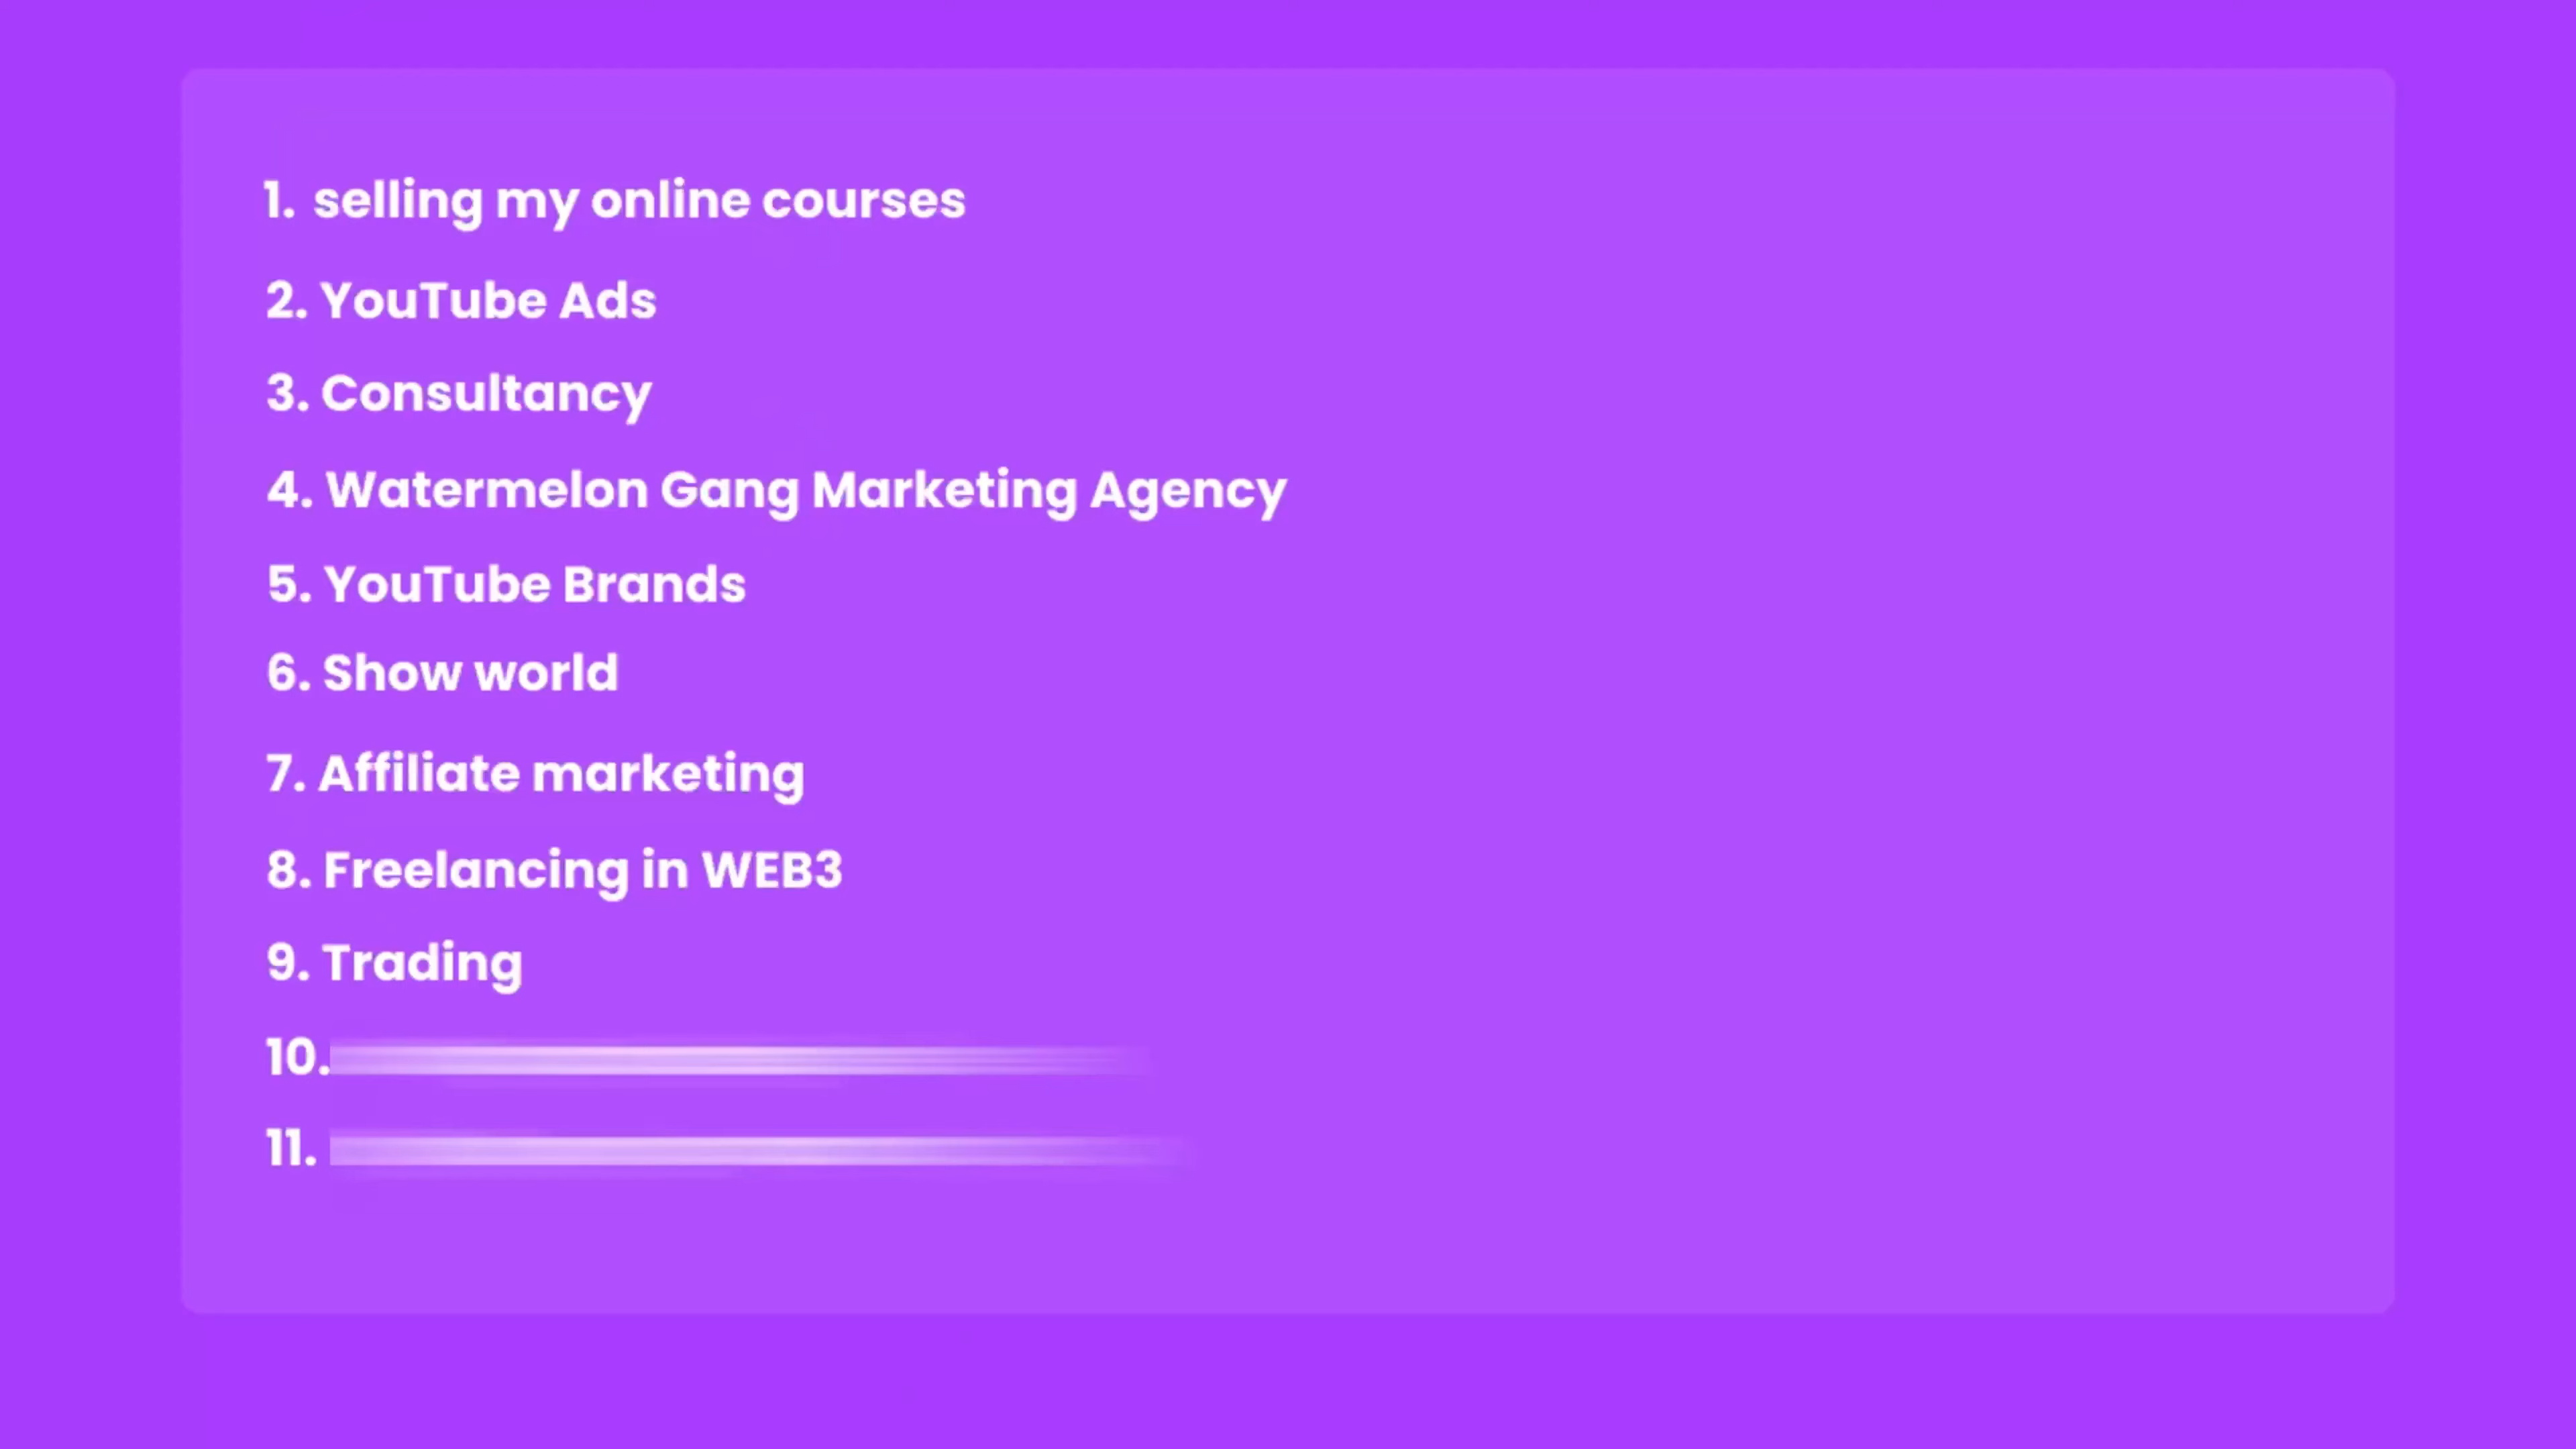 1. selling my online courses
2. YouTube Ads
3. Consultancy
4. Watermelon Gang Marketing Agency
5. YouTube Brands
6. Show world
7. Affiliate marketing
8. Freelancing in WEB3
9. Trading
10.
11.